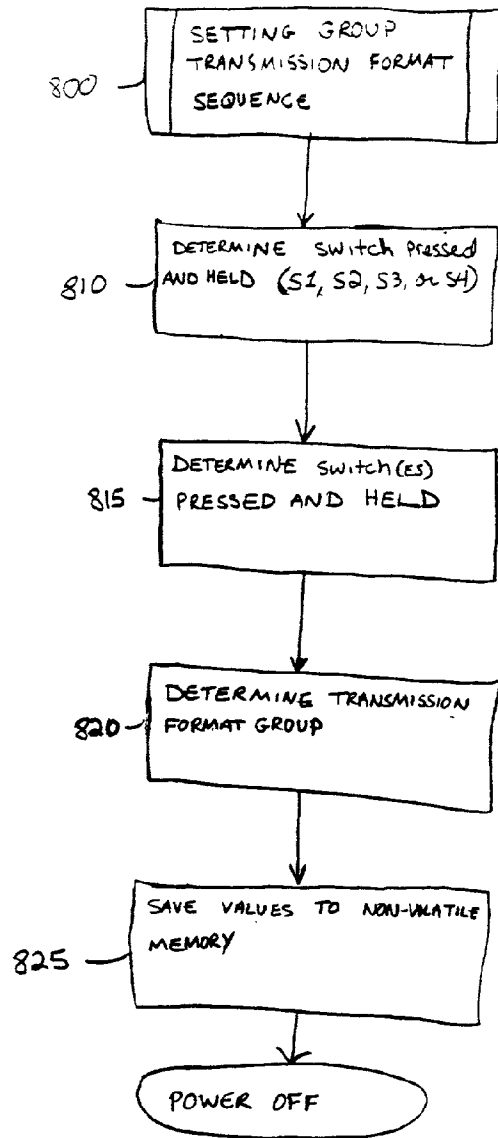 SETTING GROUP
TRANSMISSION FORMAT
800
SEQUENCE
DETERMINE Switch Pressed
AND HELD (S1, S2, S3, or S4)
810
DETERMINE Switch(ES)
815
PRESSED AND HELD
DETERMINE TRANSMISSION
820
FORMAT GROUP
SAVE VALUES TO NON-VOLATILE
MEMORY
825
POWER OFF